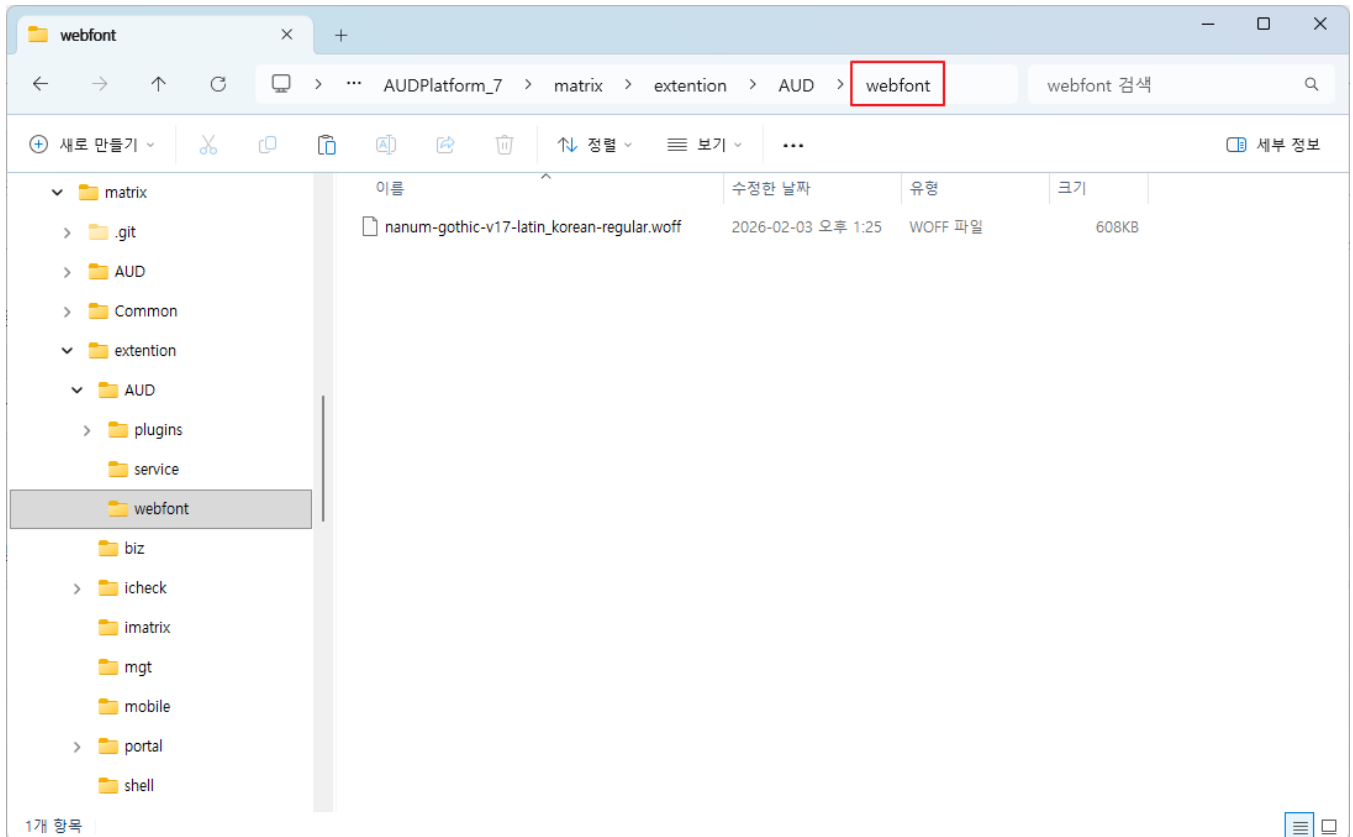 webfont
AUDPlatform_7 > matrix > extention > AUD > webfont
webfont 검색
새로 만들기
정렬
보기
세부 정보
matrix
.git
AUD
Common
extention
AUD
plugins
service
webfont
biz
icheck
imatrix
mgt
mobile
portal
shell
이름 수정한 날짜 유형 크기
nanum-gothic-v17-latin_korean-regular.woff 2026-02-03 오후 1:25 WOFF 파일 608KB
1개 항목